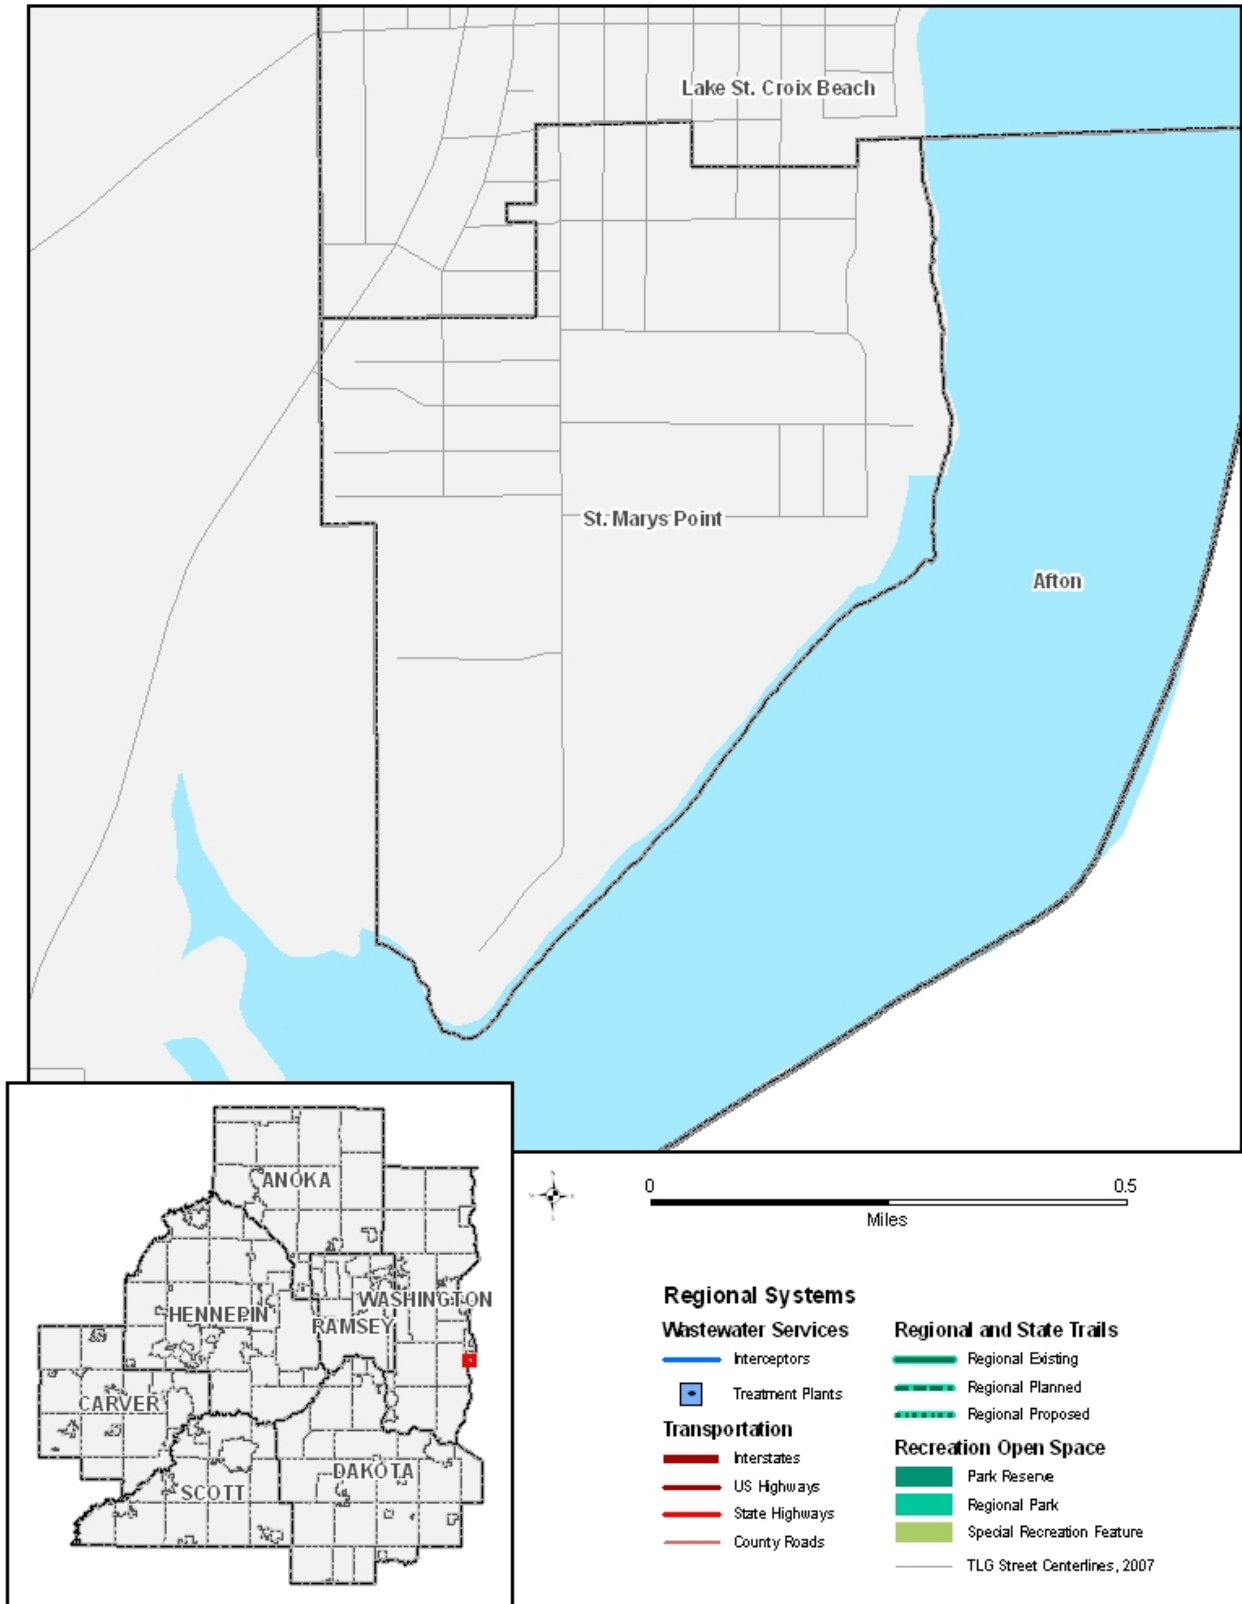 Lake St. Croix Beach
St. Marys Point
Afton
ANOKA
WASHINGTON
HENNEPIN
RAMSEY
CARVER
DAKOTA
SCOTT
0 0.5
Miles
Regional Systems
Wastewater Services
Interceptors
Treatment Plants
Transportation
Interstates
US Highways
State Highways
County Roads
Regional and State Trails
Regional Existing
Regional Planned
Regional Proposed
Recreation Open Space
Park Reserve
Regional Park
Special Recreation Feature
TLG Street Centerlines, 2007